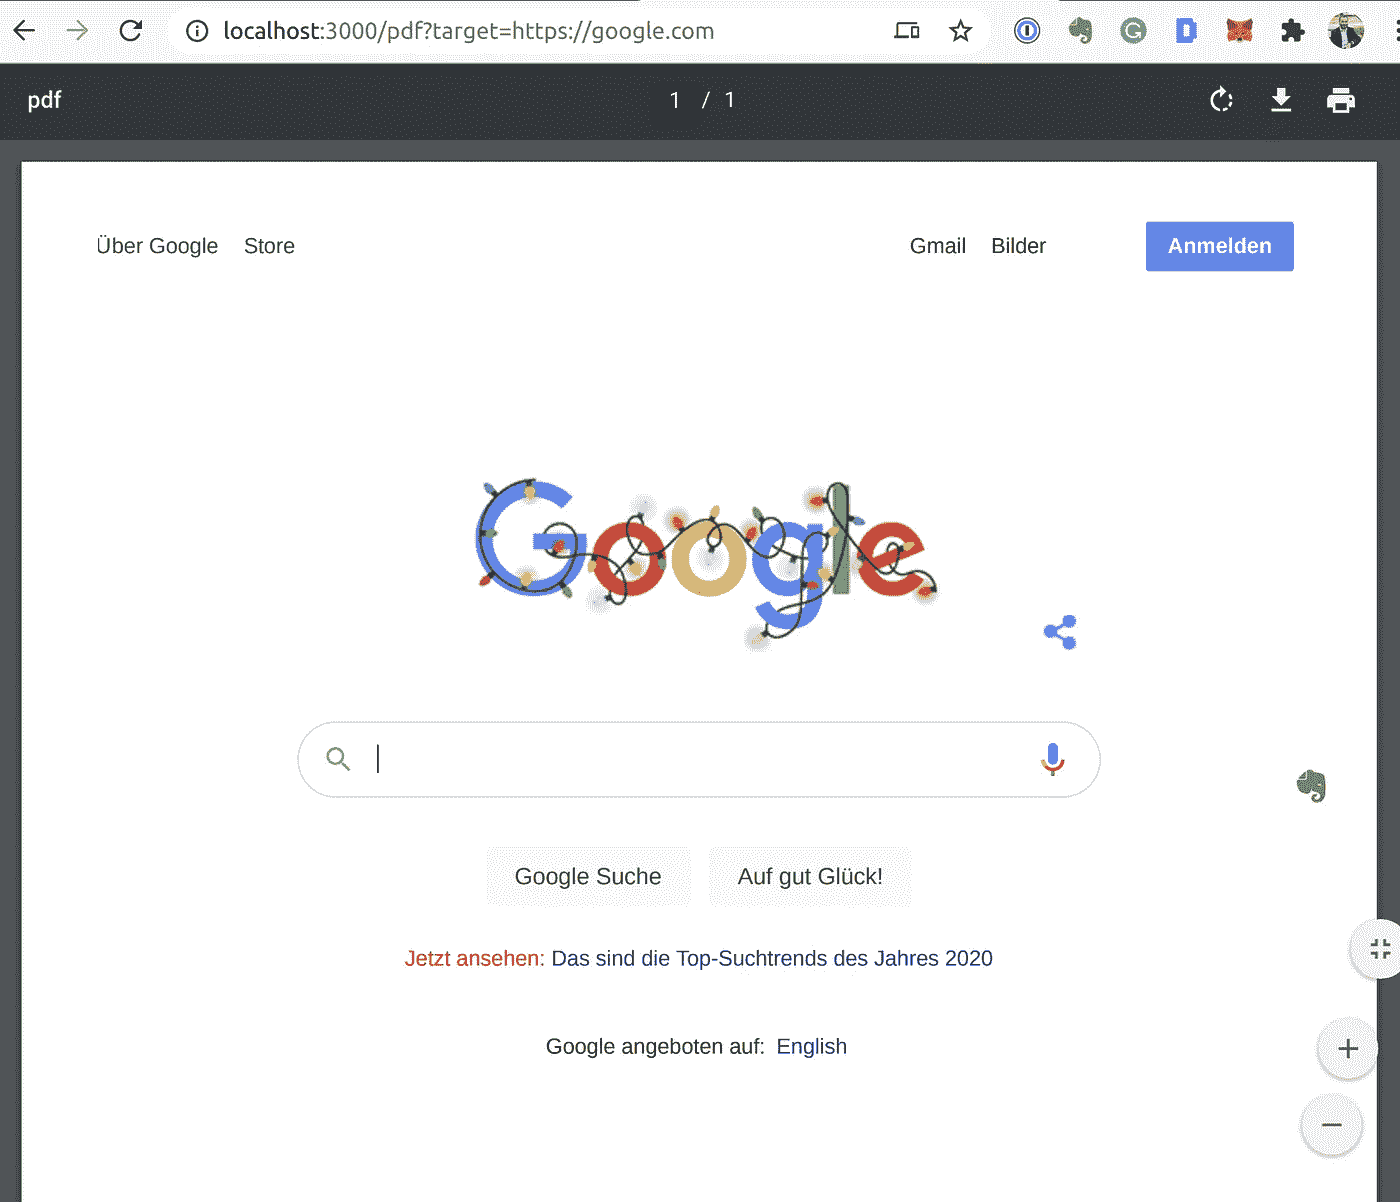 localhost:3000/pdf?target=https://google.com
pdf 1 / 1
Über Google Store Gmail Bilder Anmelden
Google
Google Suche Auf gut Glück!
Jetzt ansehen: Das sind die Top-Suchtrends des Jahres 2020
Google angeboten auf: English